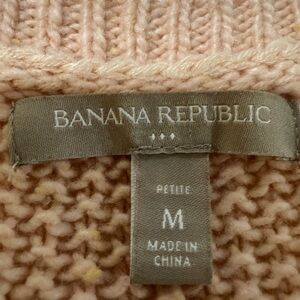 BANANA REPUBLIC
PETITE
M
MADE IN
CHINA